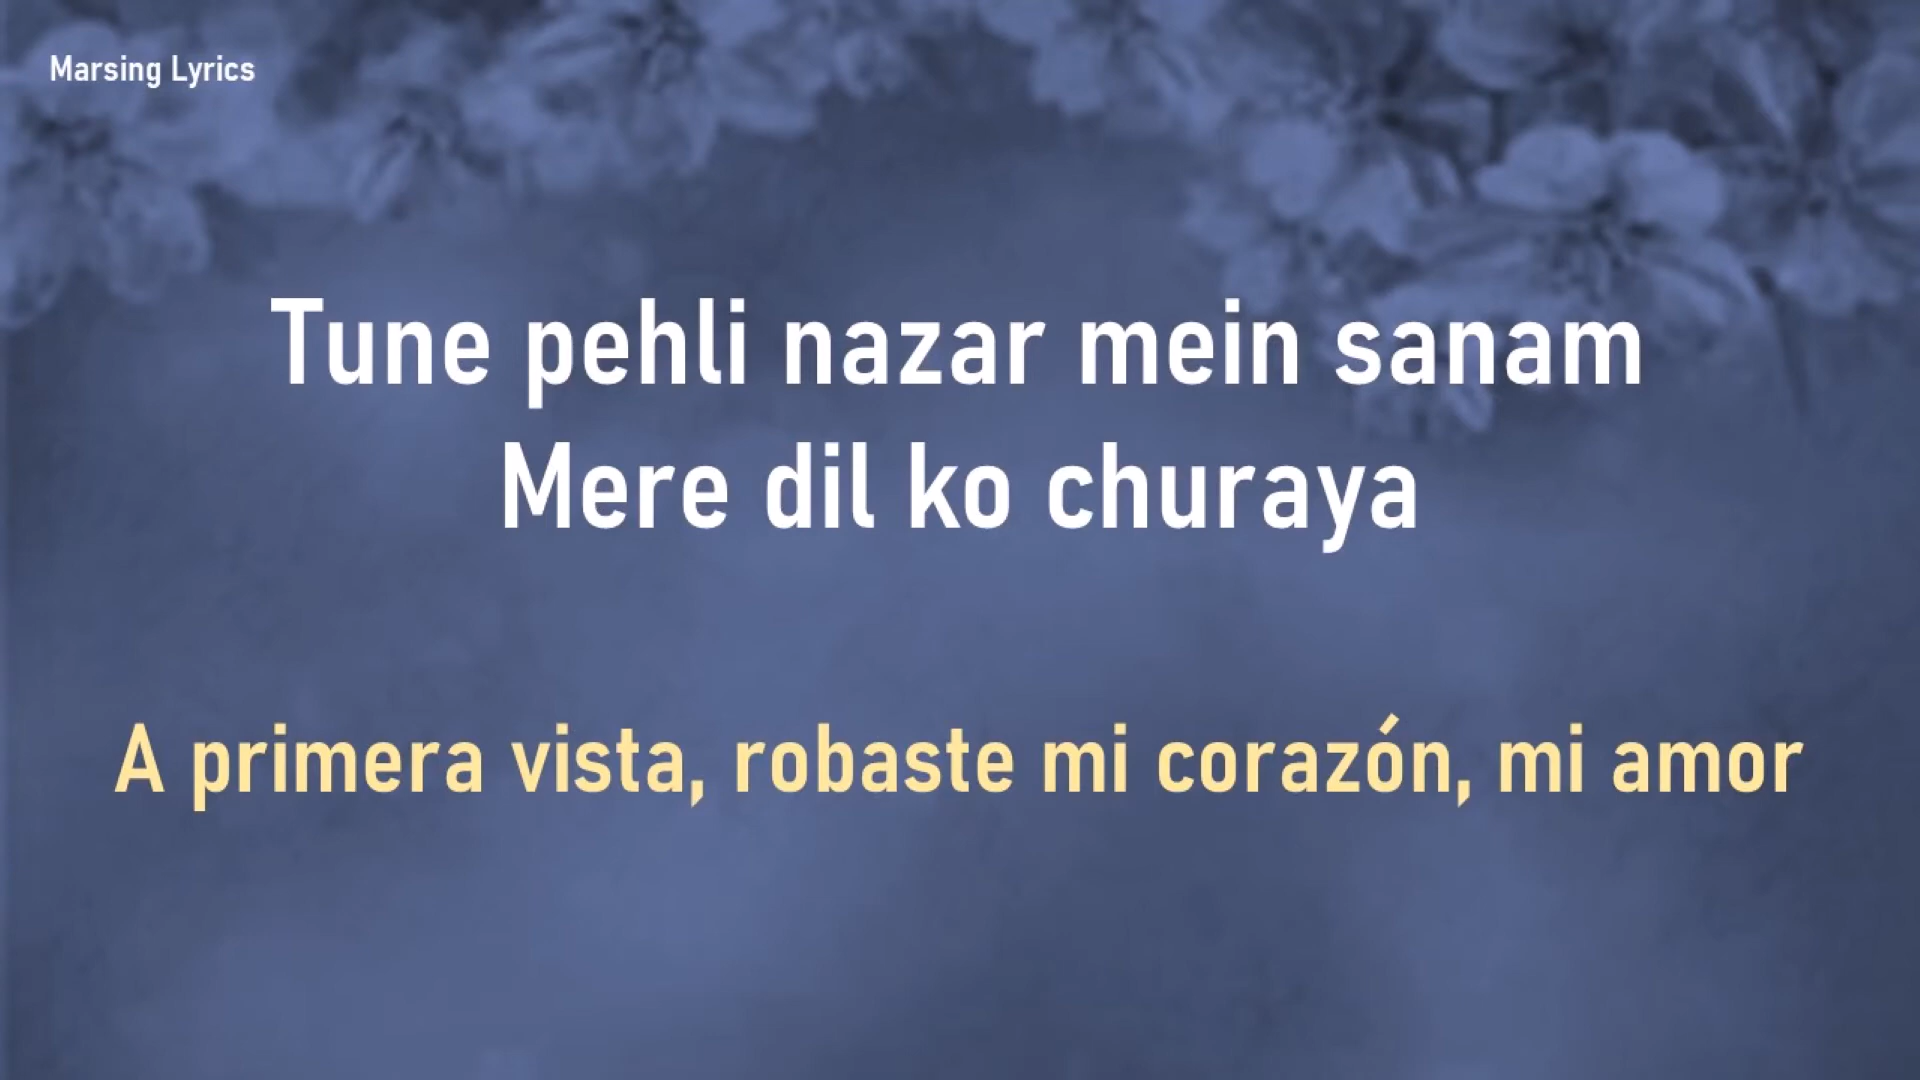 Marsing Lyrics
Tune pehli nazar mein sanam
Mere dil ko churaya
A primera vista, robaste mi corazón, mi amor